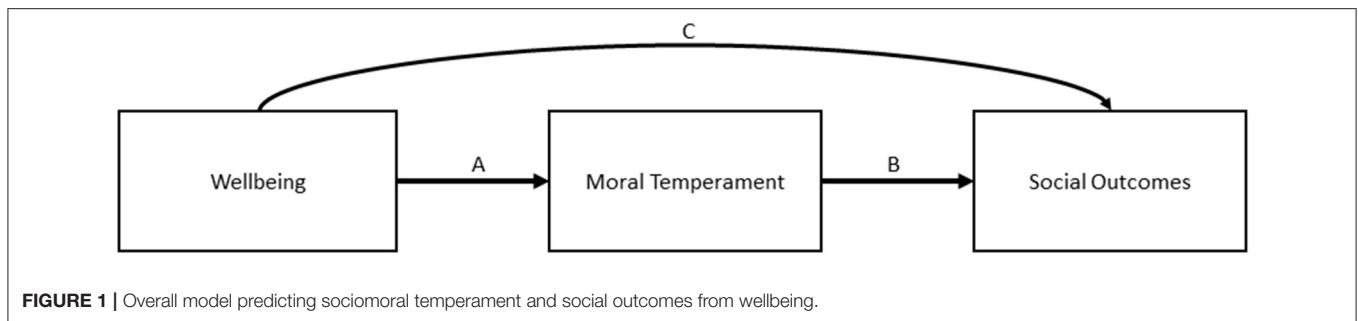 C
A
B
Wellbeing
Moral Temperament
Social Outcomes
FIGURE 1 | Overall model predicting sociomoral temperament and social outcomes from wellbeing.